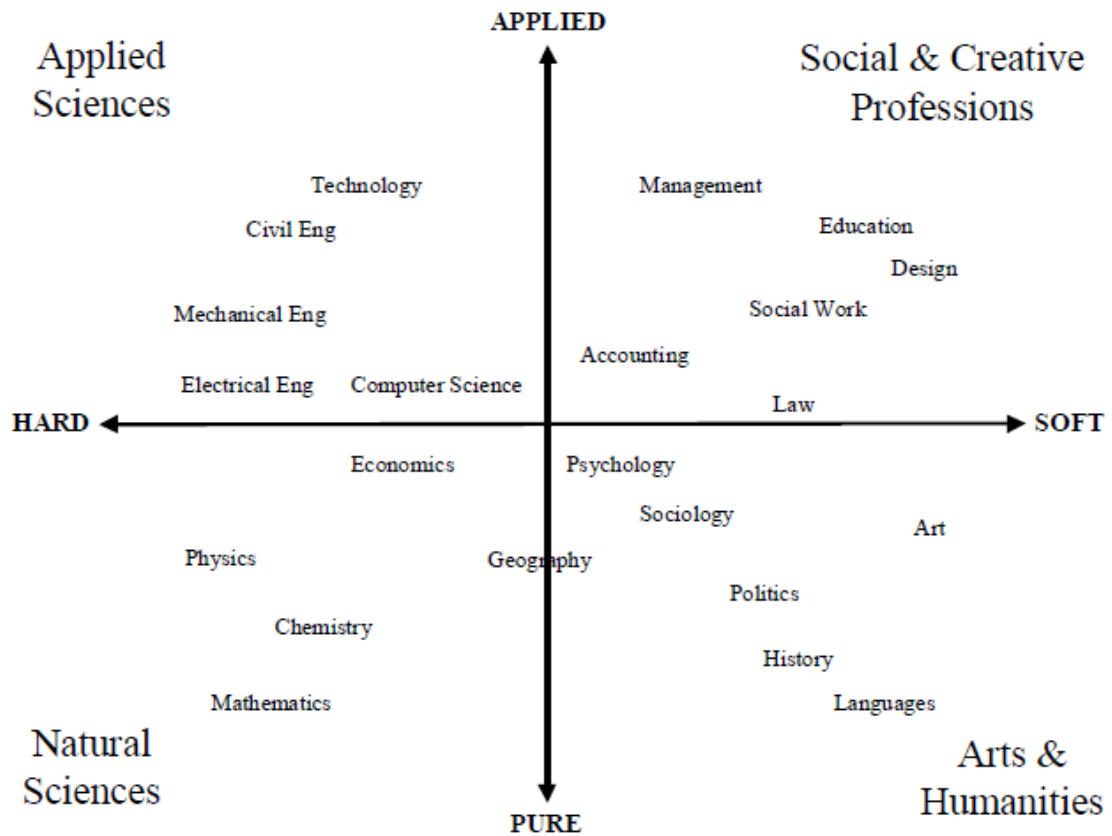 APPLIED
Applied
Sciences
Social & Creative
Professions
Technology
Management
Civil Eng
Education
Design
Mechanical Eng
Social Work
Accounting
Electrical Eng
Computer Science
Law
HARD
SOFT
Economics
Psychology
Sociology
Art
Physics
Geography
Politics
Chemistry
History
Mathematics
Languages
Natural
Sciences
Arts &
Humanities
PURE